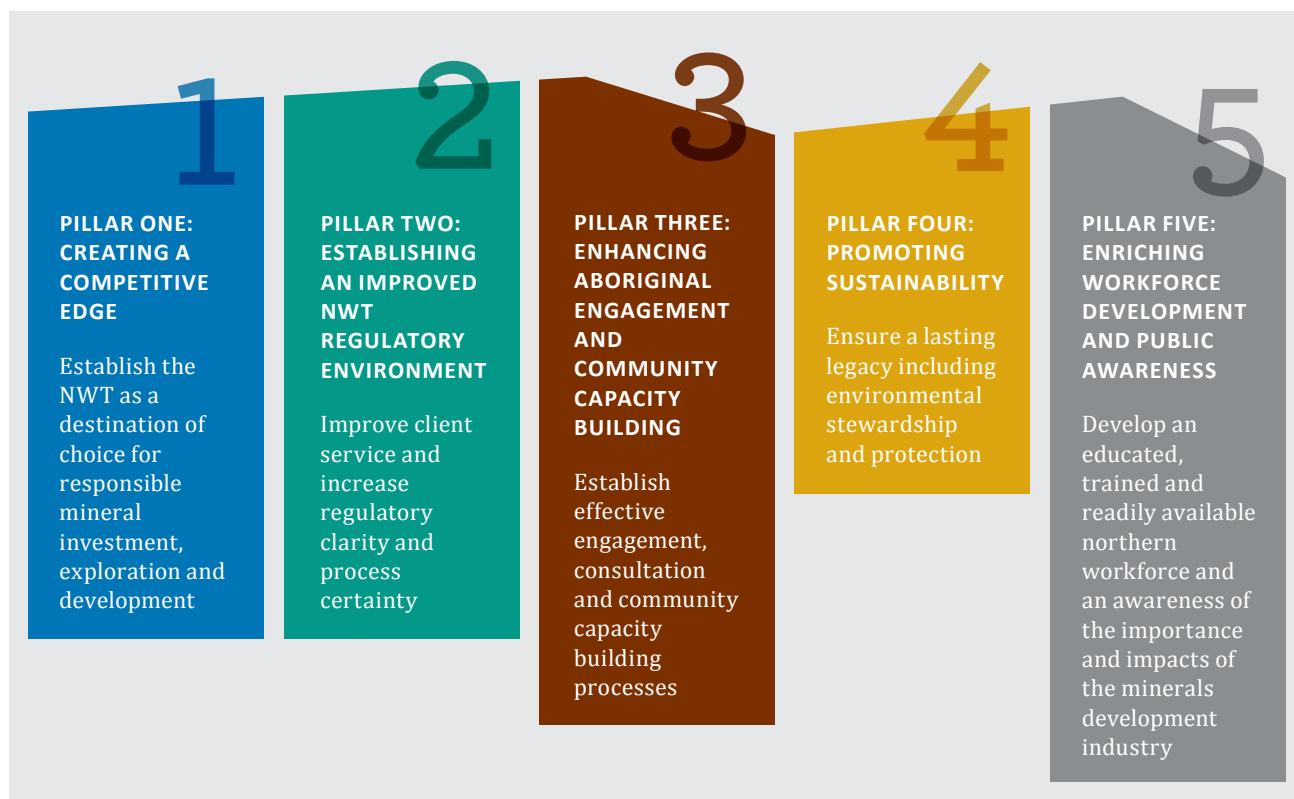 1
PILLAR ONE:
CREATING A
COMPETITIVE
EDGE
Establish the
NWT as a
destination of
choice for
responsible
mineral
investment,
exploration and
development
2
PILLAR TWO:
ESTABLISHING
AN IMPROVED
NWT
REGULATORY
ENVIRONMENT
Improve client
service and
increase
regulatory
clarity and
process
certainty
3
PILLAR THREE:
ENHANCING
ABORIGINAL
ENGAGEMENT
AND
COMMUNITY
CAPACITY
BUILDING
Establish
effective
engagement,
consultation
and community
capacity
building
processes
4
PILLAR FOUR:
PROMOTING
SUSTAINABILITY
Ensure a lasting
legacy including
environmental
stewardship
and protection
5
PILLAR FIVE:
ENRICHING
WORKFORCE
DEVELOPMENT
AND PUBLIC
AWARENESS
Develop an
educated,
trained and
readily available
northern
workforce and
an awareness of
the importance
and impacts of
the minerals
development
industry